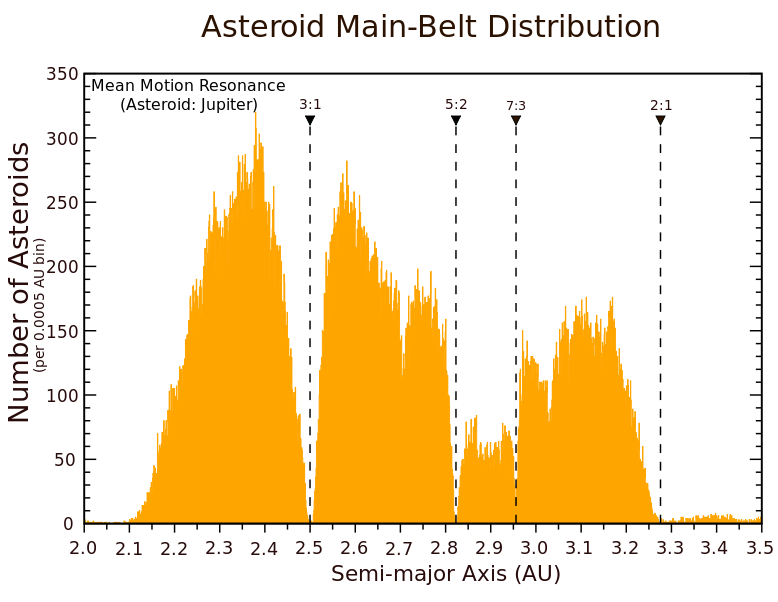 Asteroid Main-Belt Distribution
Mean Motion Resonance
(Asteroid: Jupiter)
3:1
5:2
7:3
2:1
350
300
250
200
150
100
50
0
Number of Asteroids
(per 0.0005 AU bin)
2.0 2.1 2.2 2.3 2.4 2.5 2.6 2.7 2.8 2.9 3.0 3.1 3.2 3.3 3.4 3.5
Semi-major Axis (AU)